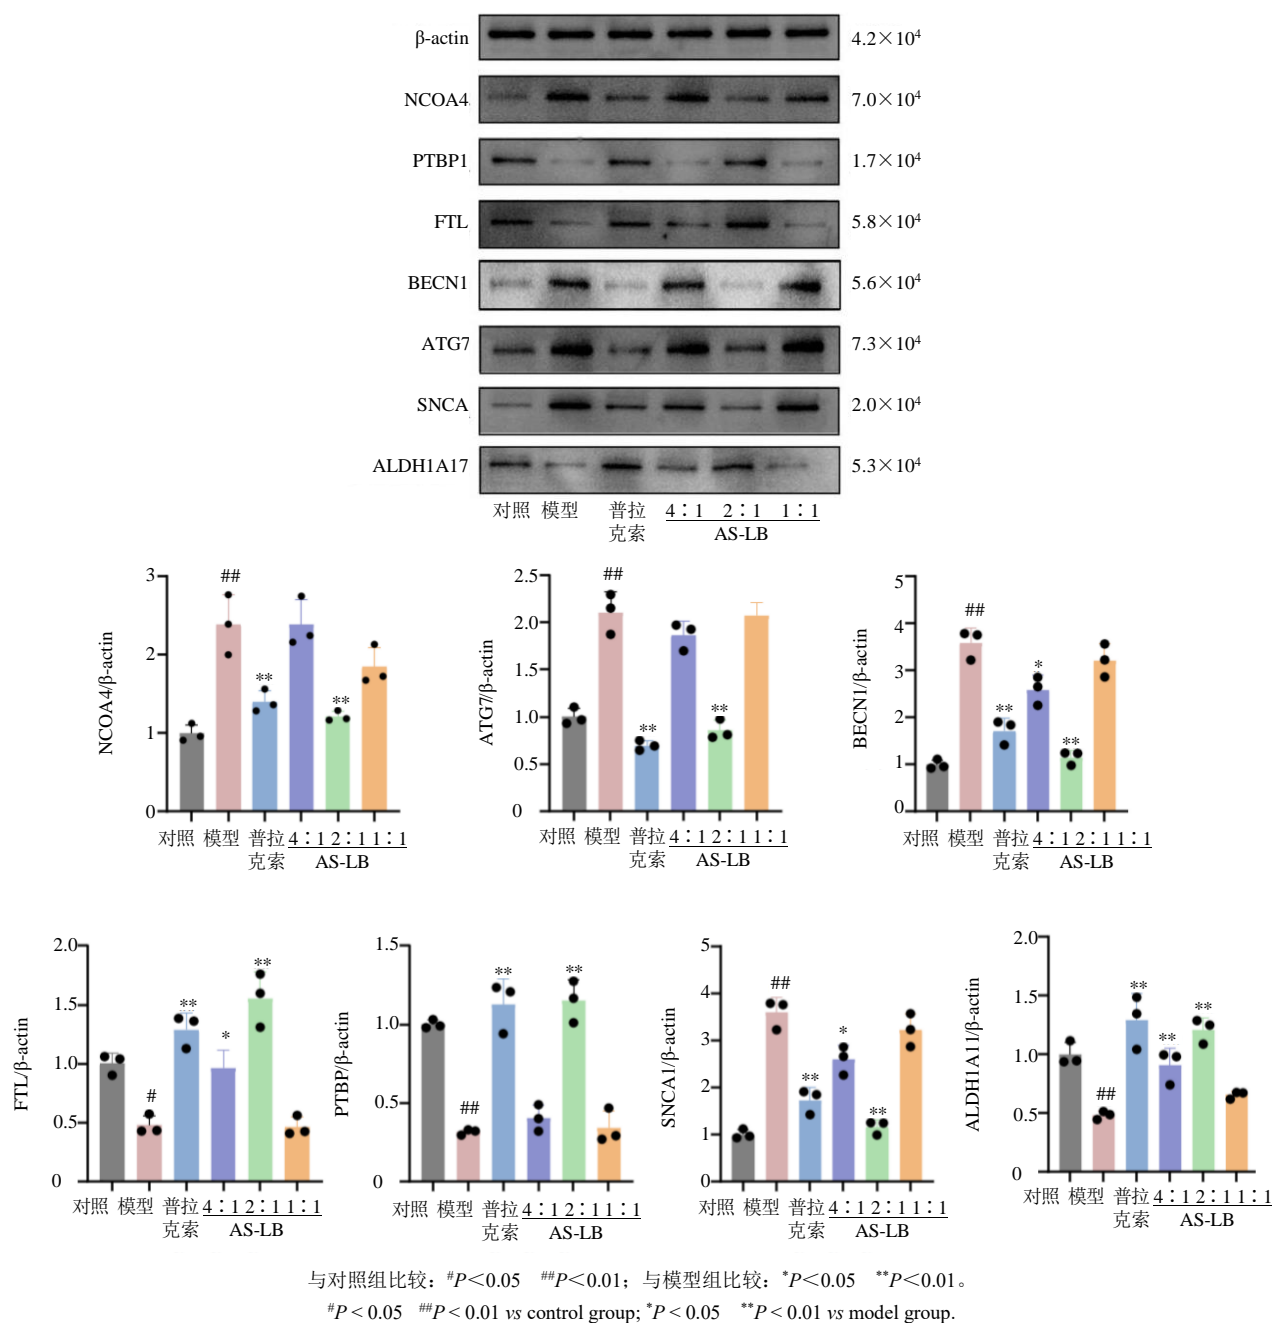 β-actin 4.2×10⁴
NCOA4 7.0×10⁴
PTBP1 1.7×10⁴
FTL 5.8×10⁴
BECN1 5.6×10⁴
ATG7 7.3×10⁴
SNCA 2.0×10⁴
ALDH1A17 5.3×10⁴
对照 模型 普拉 4∶1 2∶1 1∶1
克索 AS-LB
NCOA4/β-actin
3
2
1
0
##
**
**
对照 模型 普拉 4∶1 2∶1 1∶1
克索 AS-LB
ATG7/β-actin
2.5
2.0
1.5
1.0
0.5
0
##
**
**
对照 模型 普拉 4∶1 2∶1 1∶1
克索 AS-LB
BECN1/β-actin
5
4
3
2
1
0
##
**
*
**
对照 模型 普拉 4∶1 2∶1 1∶1
克索 AS-LB
FTL/β-actin
2.0
1.5
1.0
0.5
0
#
**
*
**
对照 模型 普拉 4∶1 2∶1 1∶1
克索 AS-LB
PTBP/β-actin
1.5
1.0
0.5
0
##
**
**
对照 模型 普拉 4∶1 2∶1 1∶1
克索 AS-LB
SNCA1/β-actin
5
4
3
2
1
0
##
**
*
**
对照 模型 普拉 4∶1 2∶1 1∶1
克索 AS-LB
ALDH1A11/β-actin
2.0
1.5
1.0
0.5
0
##
**
**
**
对照 模型 普拉 4∶1 2∶1 1∶1
克索 AS-LB
与对照组比较：#P＜0.05 ##P＜0.01；与模型组比较：*P＜0.05 **P＜0.01。
#P < 0.05 ##P < 0.01 vs control group; *P < 0.05 **P < 0.01 vs model group.